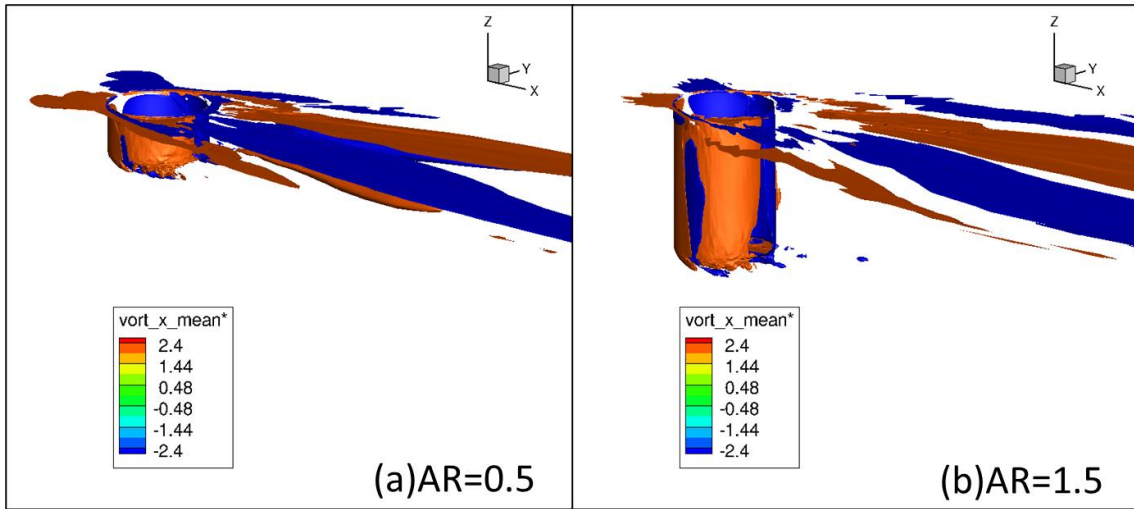 Z
Y
X
vort_x_mean*
2.4
1.44
0.48
-0.48
-1.44
-2.4
(a)AR=0.5
Z
Y
X
vort_x_mean*
2.4
1.44
0.48
-0.48
-1.44
-2.4
(b)AR=1.5